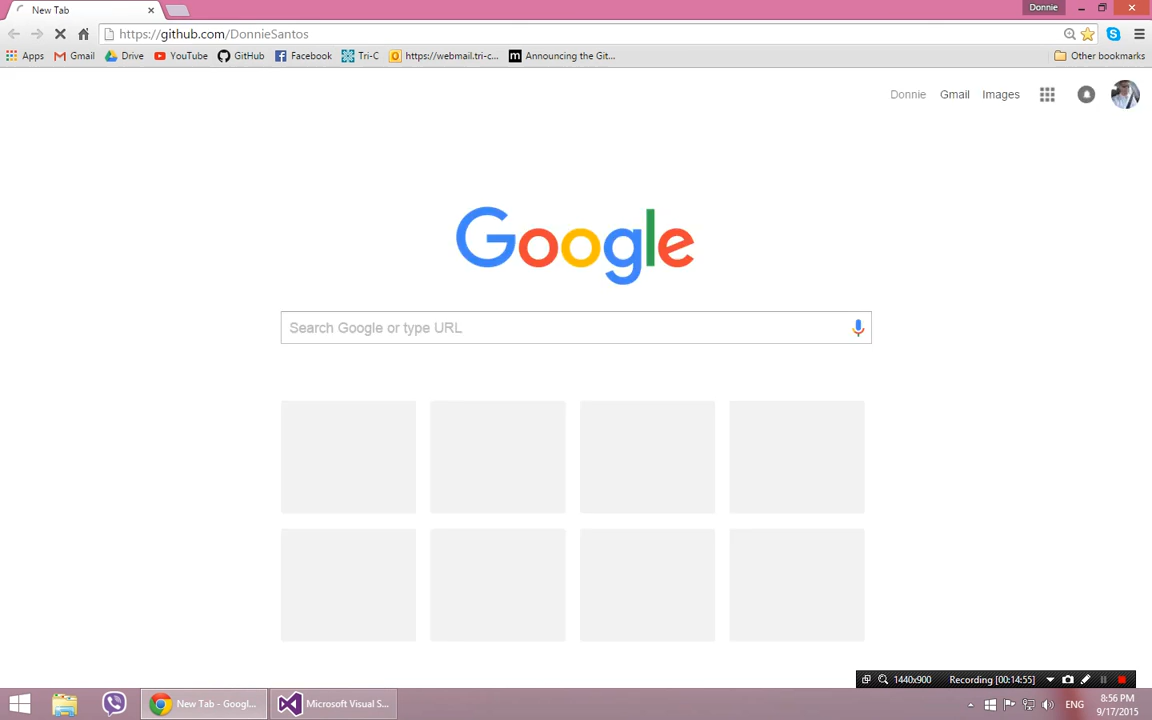 New Tab
Donnie
https://github.com/DonnieSantos
Apps Gmail Drive YouTube GitHub Facebook Tri-C https://webmail.tri-c... Announcing the Git... Other bookmarks
Donnie Gmail Images
Google
Search Google or type URL
1440x900 Recording [00:14:55]
New Tab - Googl... Microsoft Visual S... ENG 8:56 PM
9/17/2015